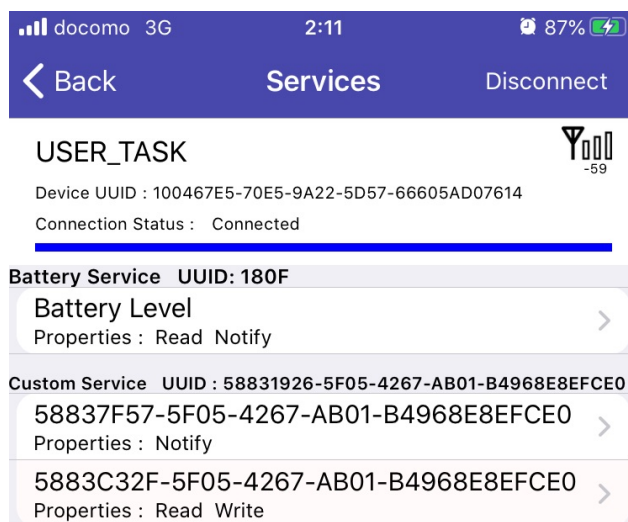 docomo 3G 2:11 87%
Back Services Disconnect
USER_TASK
-59
Device UUID : 100467E5-70E5-9A22-5D57-66605AD07614
Connection Status : Connected
Battery Service UUID: 180F
Battery Level
Properties : Read Notify
Custom Service UUID : 58831926-5F05-4267-AB01-B4968E8EFCE0
58837F57-5F05-4267-AB01-B4968E8EFCE0
Properties : Notify
5883C32F-5F05-4267-AB01-B4968E8EFCE0
Properties : Read Write